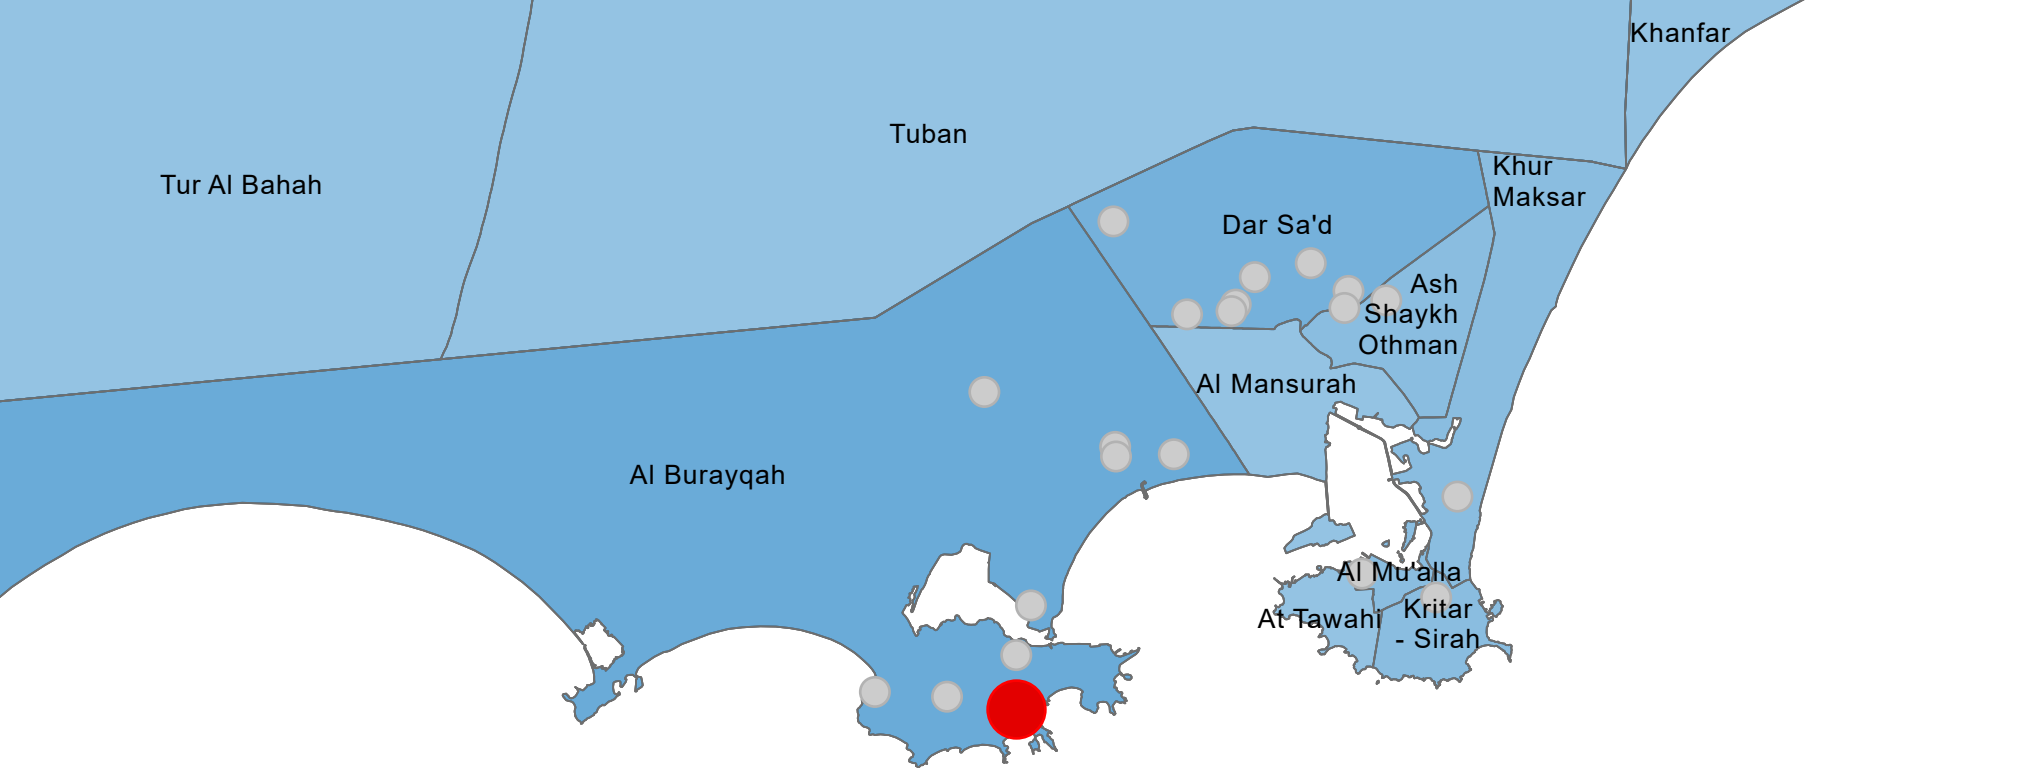 Khanfar
Tuban
Khur
Maksar
Tur Al Bahah
Dar Sa'd
Ash
Shaykh
Othman
Al Mansurah
Al Burayqah
Al Mu'alla
At Tawahi
Kritar
- Sirah